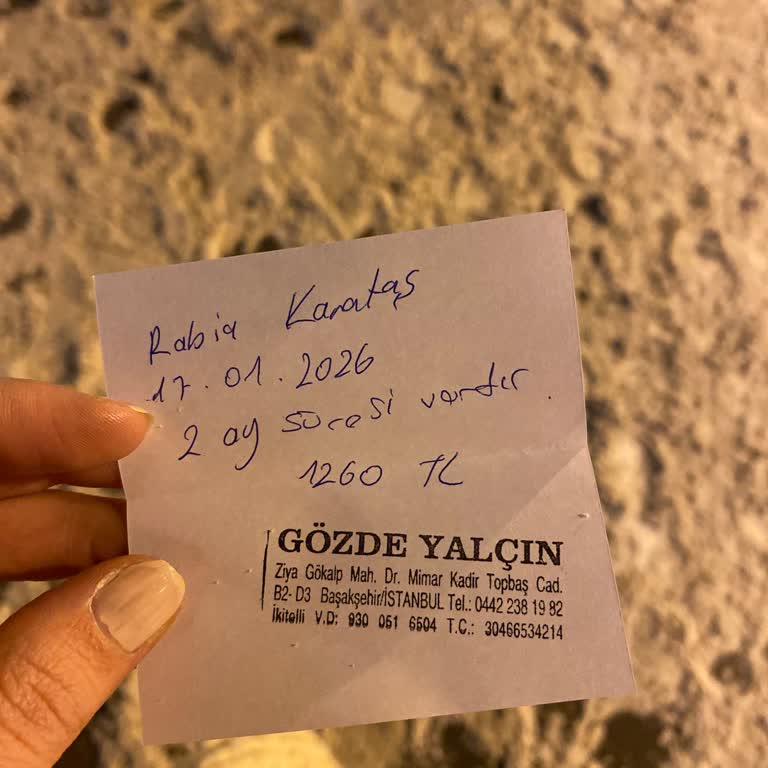 Rabia Karataş
17.01.2026
2 ay süresi vardır.
1260 TL
GÖZDE YALÇIN
Ziya Gökalp Mah. Dr. Mimar Kadir Topbaş Cad.
B2- D3 Başakşehir/İSTANBUL Tel.: 0442 238 19 82
İkitelli V.D: 930 051 6504 T.C.: 30466534214